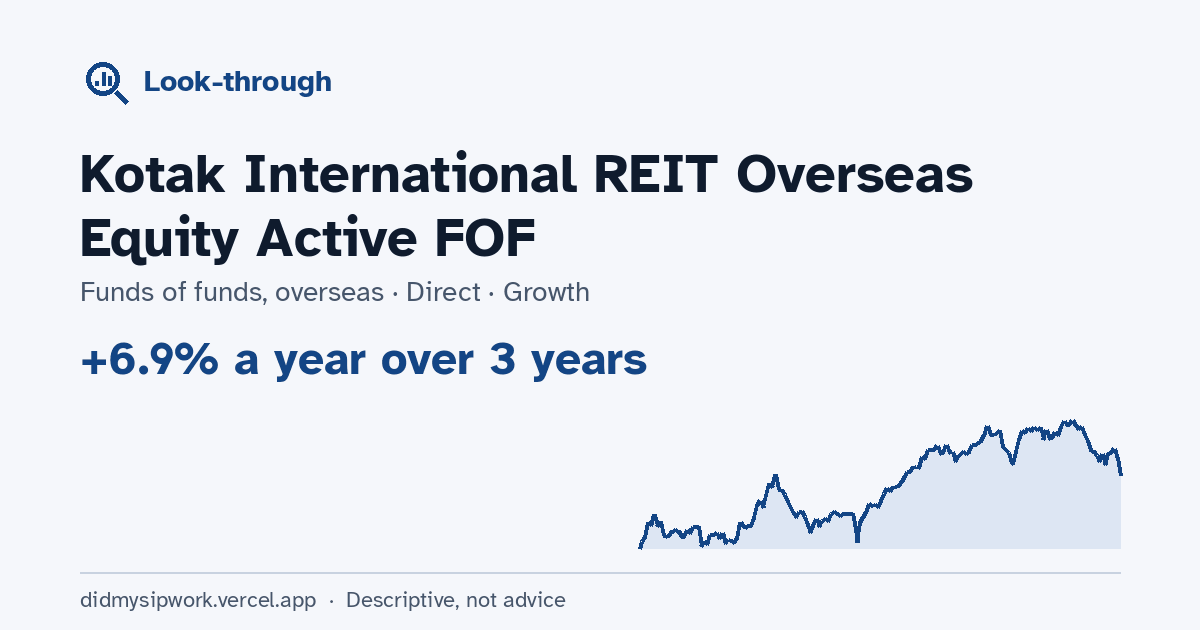 Look-through
Kotak International REIT Overseas
Equity Active FOF
Funds of funds, overseas · Direct · Growth
+6.9% a year over 3 years
didmysipwork.vercel.app · Descriptive, not advice